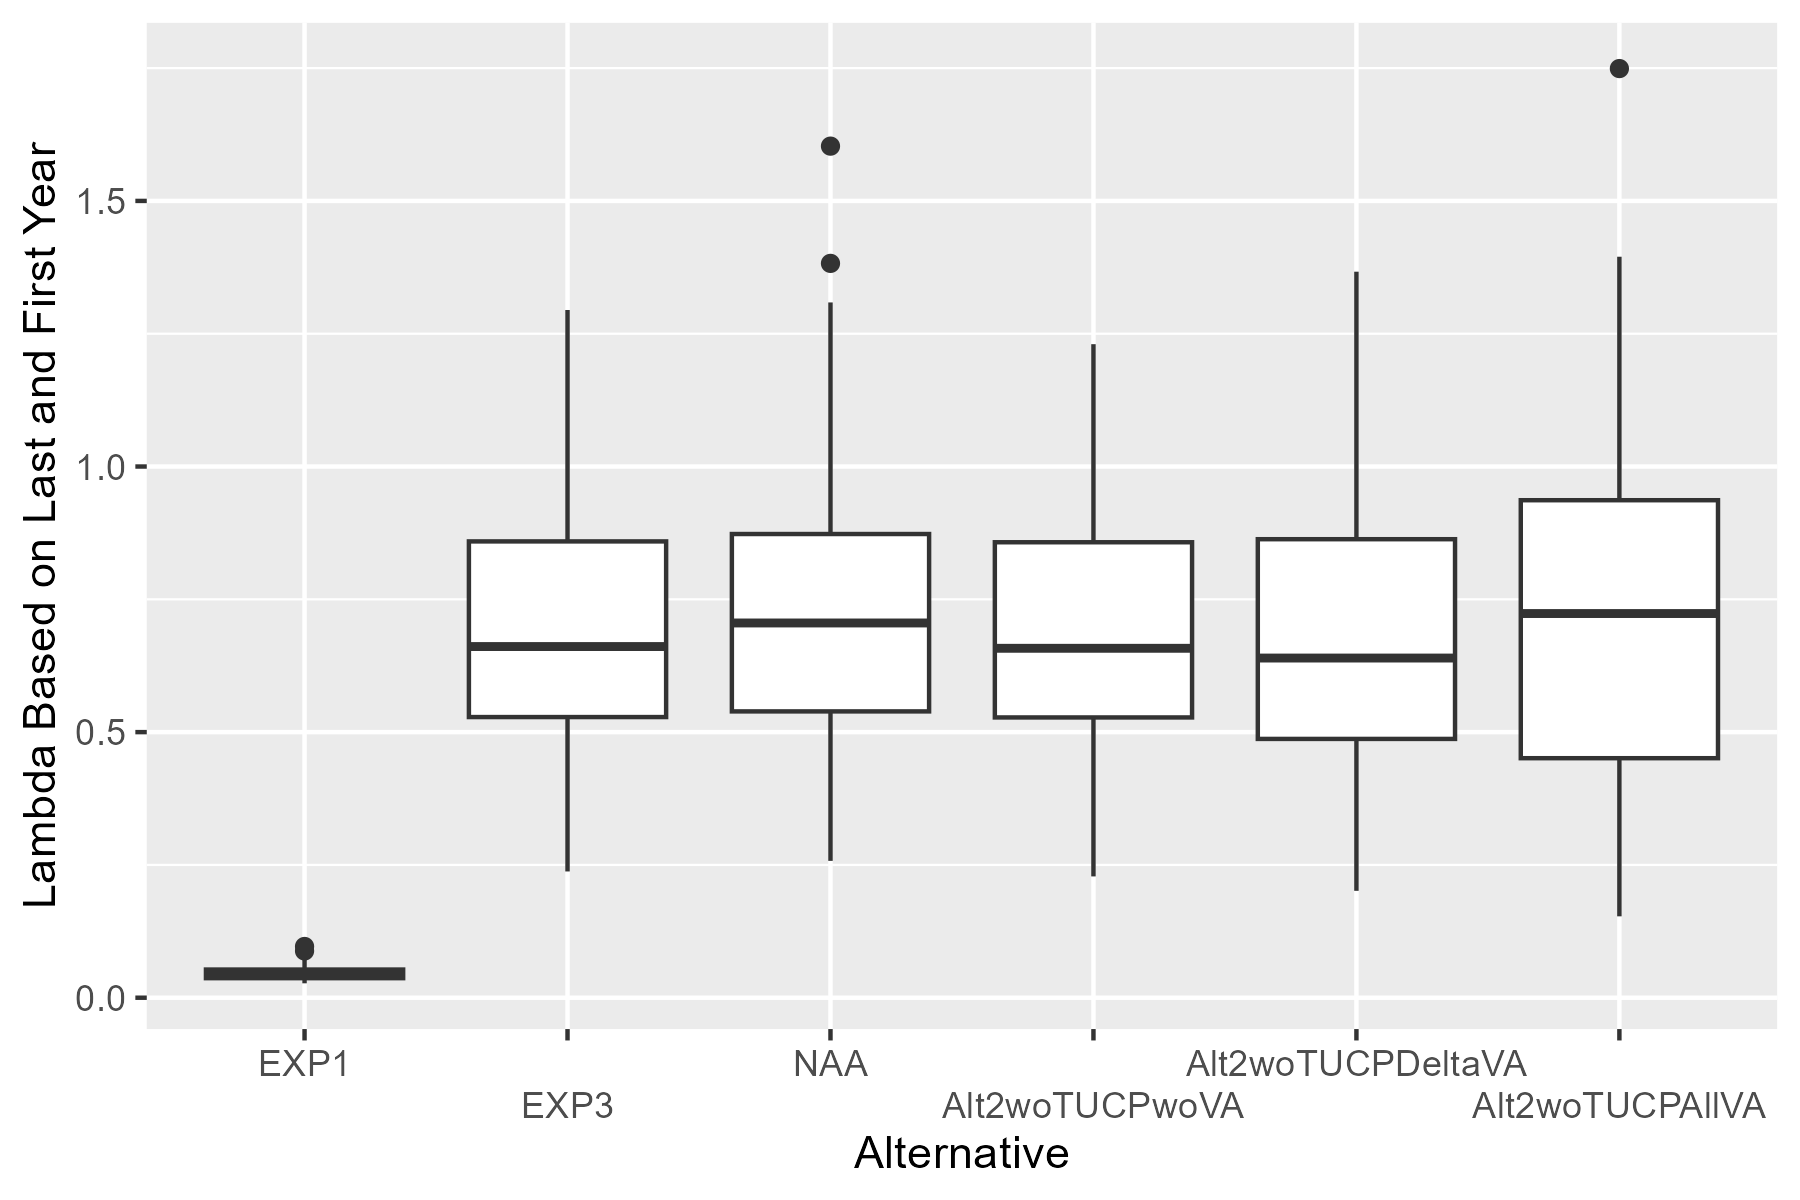 Lambda Based on Last and First Year
1.5
1.0
0.5
0.0
EXP1
NAA
Alt2woTUCPDeltaVA
EXP3
Alt2woTUCPwoVA
Alt2woTUCPAllVA
Alternative